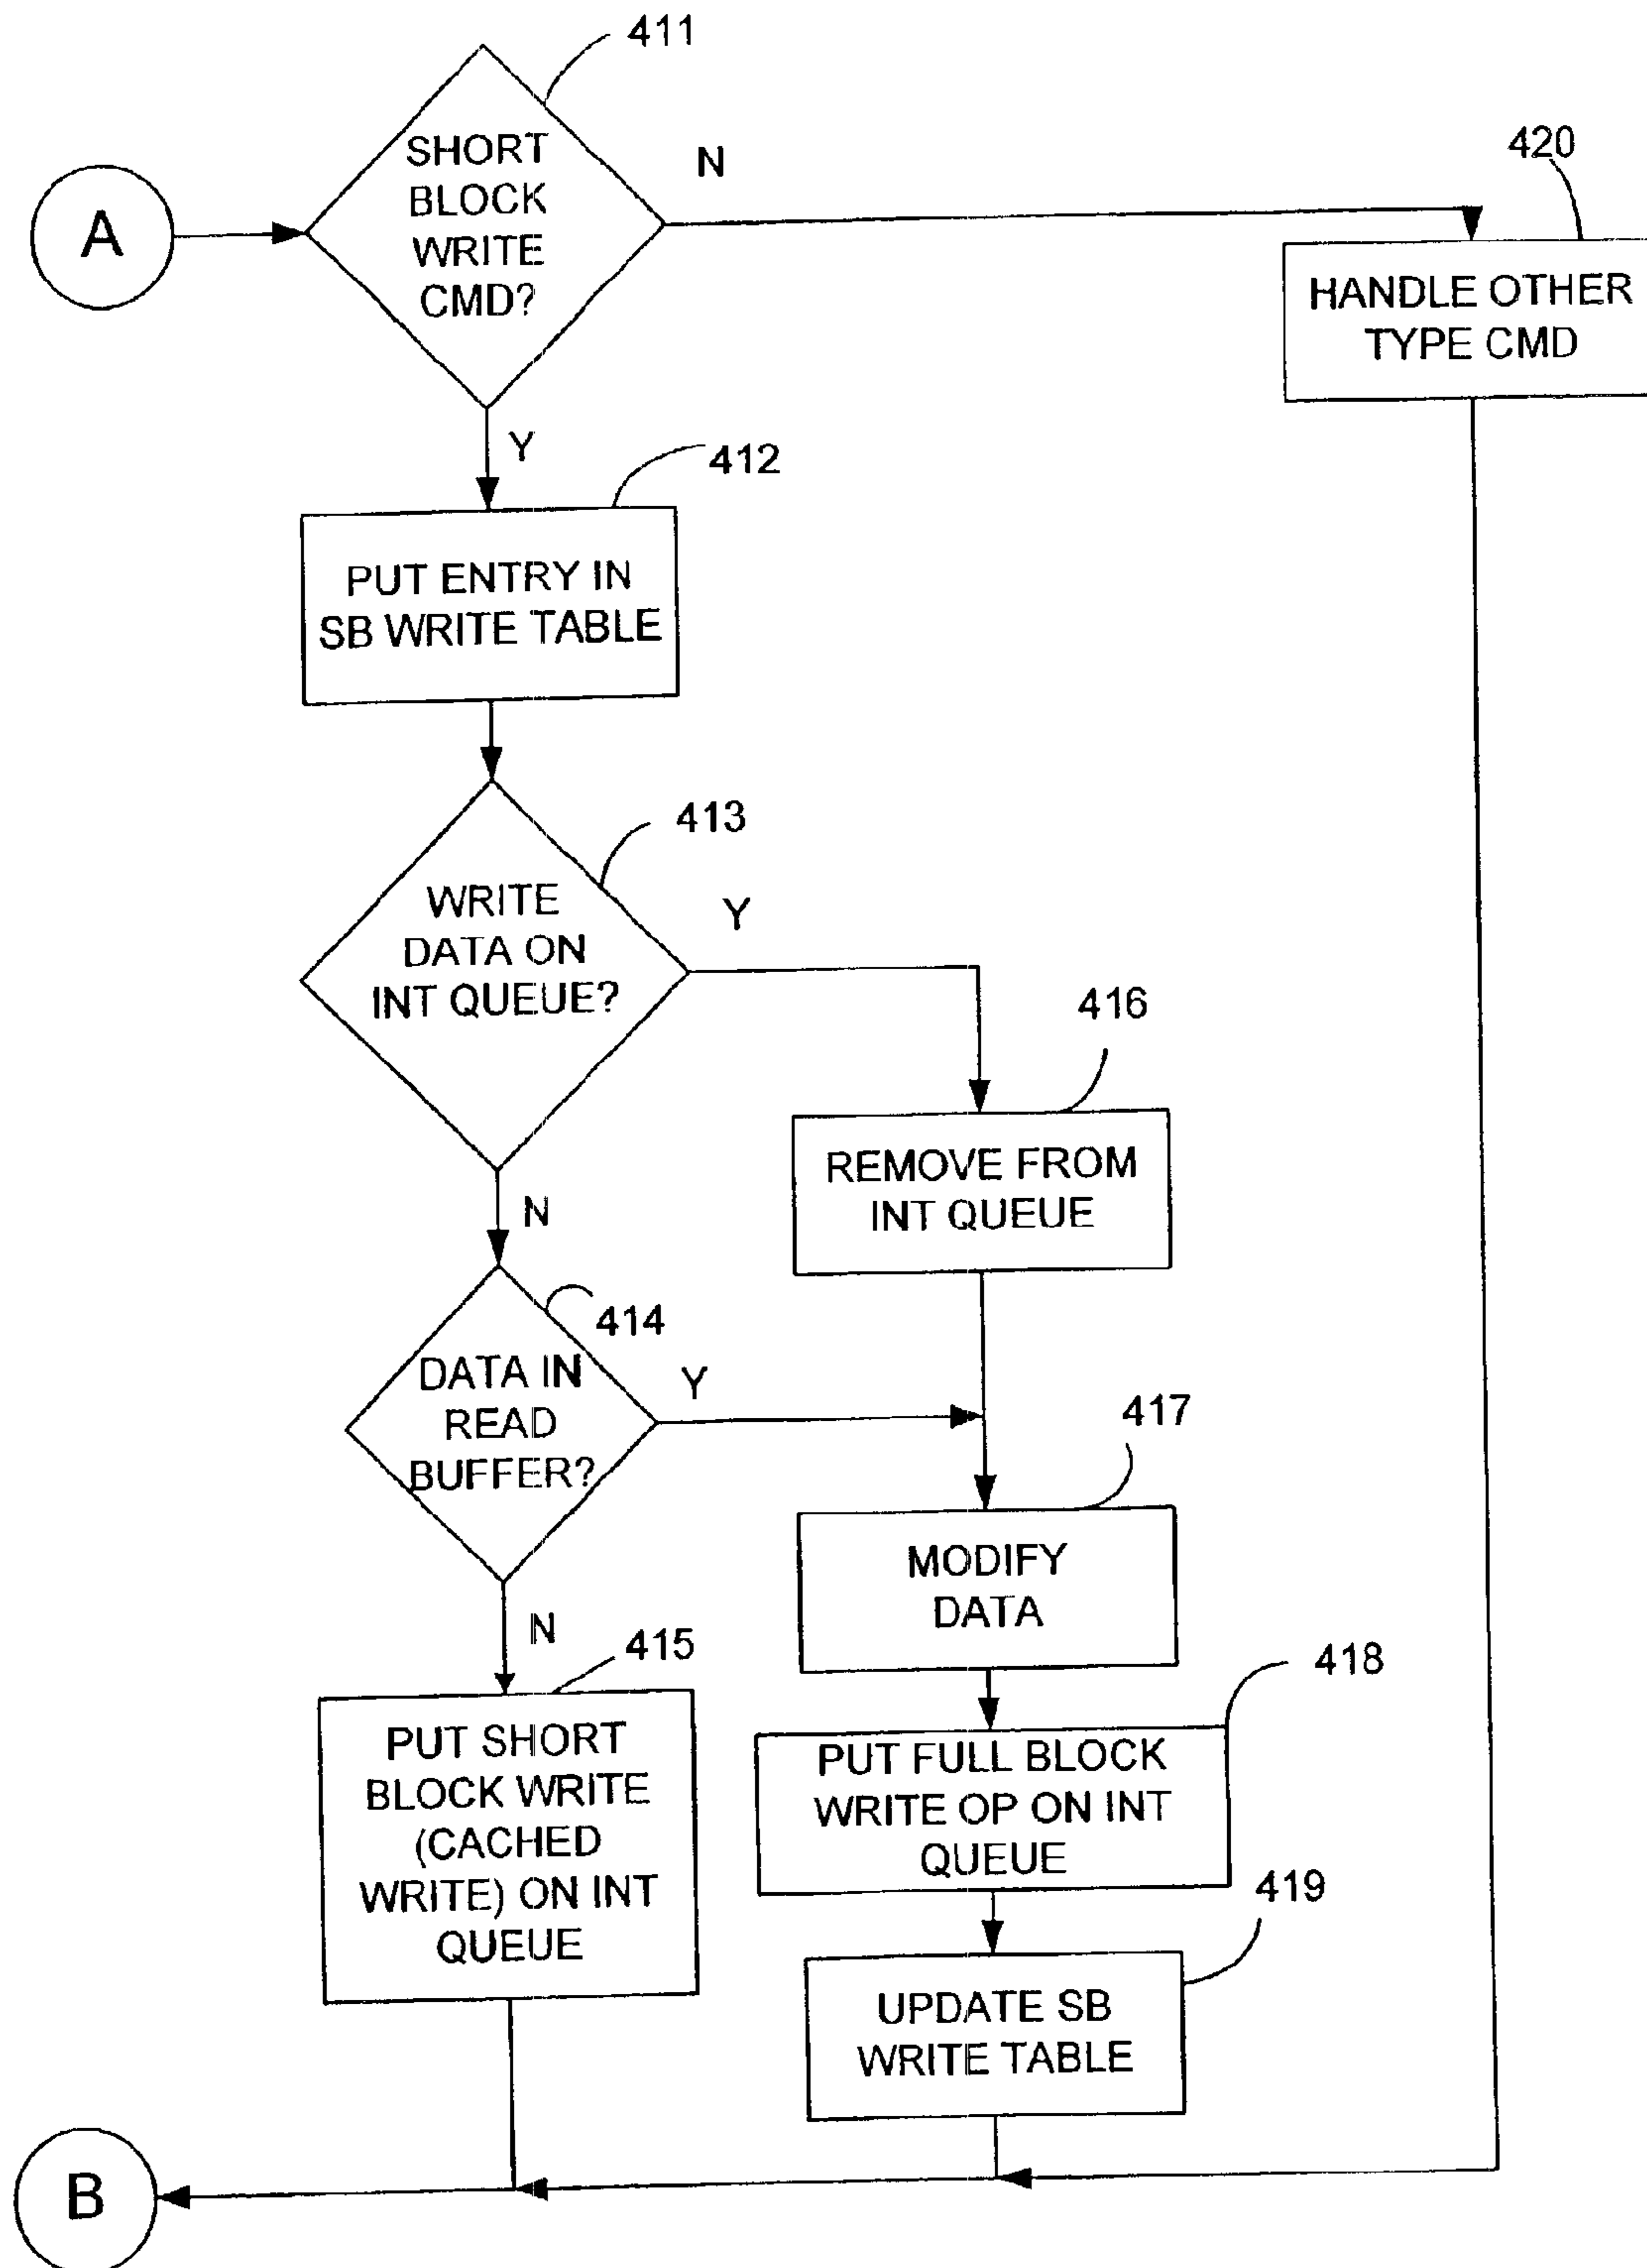 411
SHORT
BLOCK
WRITE
CMD?
N
420
A
HANDLE OTHER
TYPE CMD
Y
412
PUT ENTRY IN
SB WRITE TABLE
413
WRITE
DATA ON
INT QUEUE?
Y
416
REMOVE FROM
INT QUEUE
N
414
DATA IN
READ
BUFFER?
Y
417
MODIFY
DATA
N
415
418
PUT SHORT
BLOCK WRITE
(CACHED
WRITE) ON INT
QUEUE
PUT FULL BLOCK
WRITE OP ON INT
QUEUE
419
UPDATE SB
WRITE TABLE
B